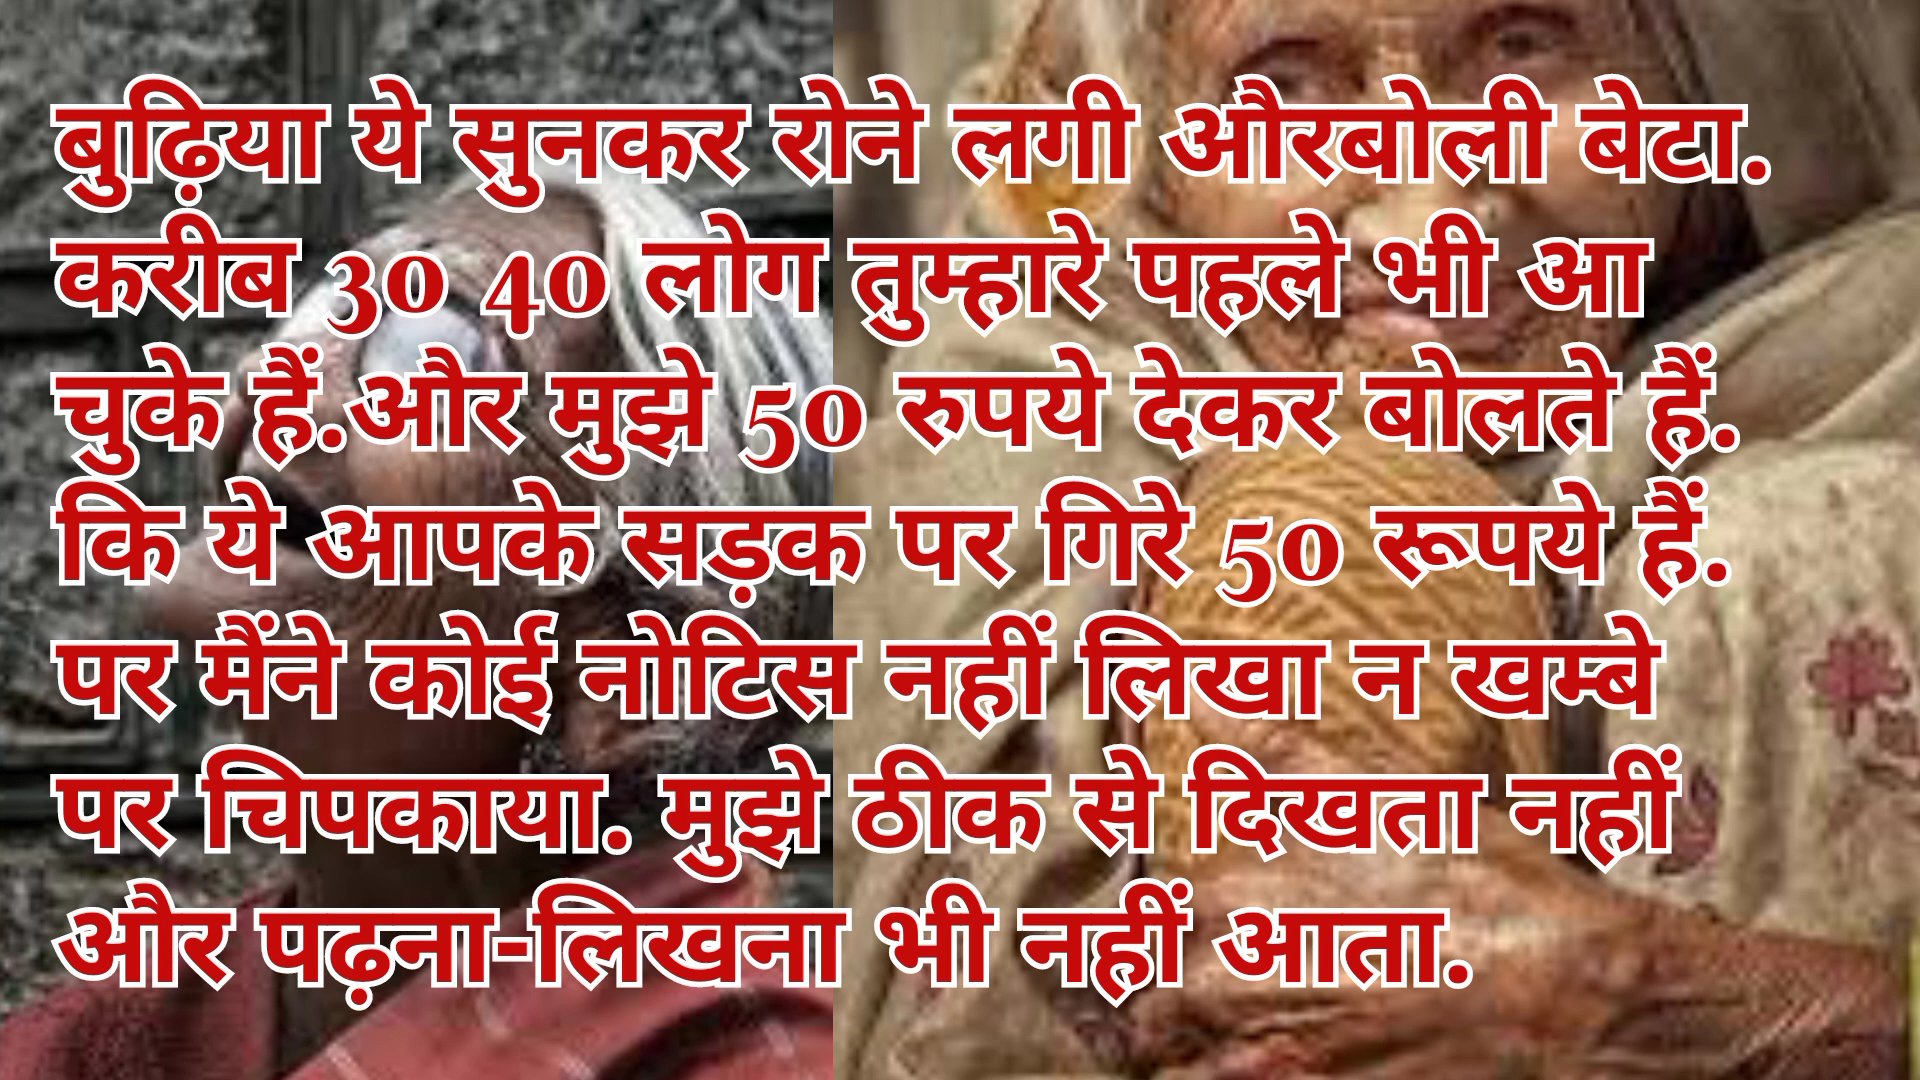 बुढ़िया ये सुनकर रोने लगी औरबोली बेटा.
करीब 30 40 लोग तुम्हारे पहले भी आ
चुके हैं.और मुझे 50 रुपये देकर बोलते हैं.
कि ये आपके सड़क पर गिरे 50 रूपये हैं.
पर मैंने कोई नोटिस नहीं लिखा न खम्बे
पर चिपकाया. मुझे ठीक से दिखता नहीं
और पढ़ना-लिखना भी नहीं आता.